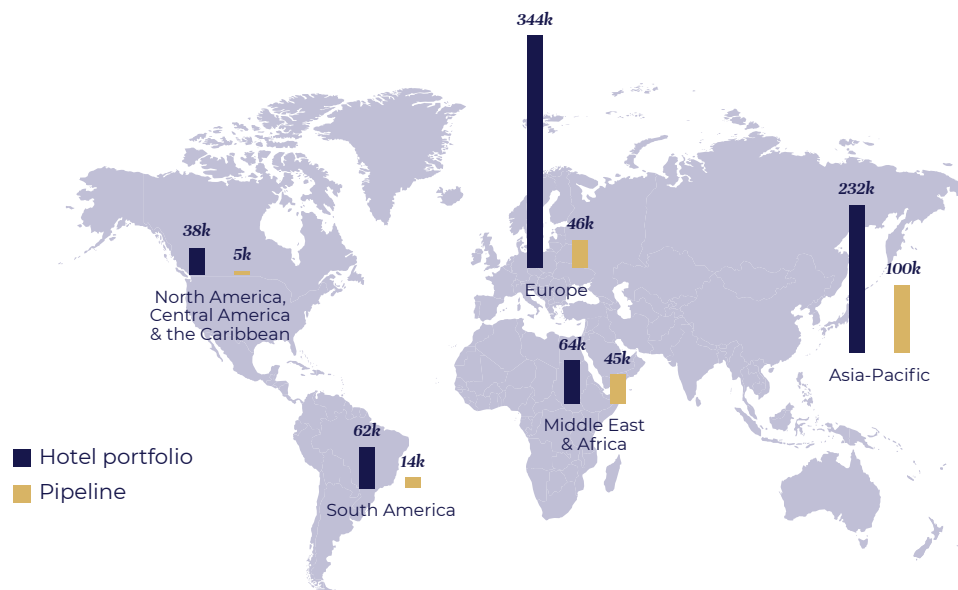 344k
46k
Europe
232k
100k
Asia-Pacific
38k
5k
North America,
Central America
& the Caribbean
64k
45k
Middle East
& Africa
62k
14k
South America
Hotel portfolio
Pipeline